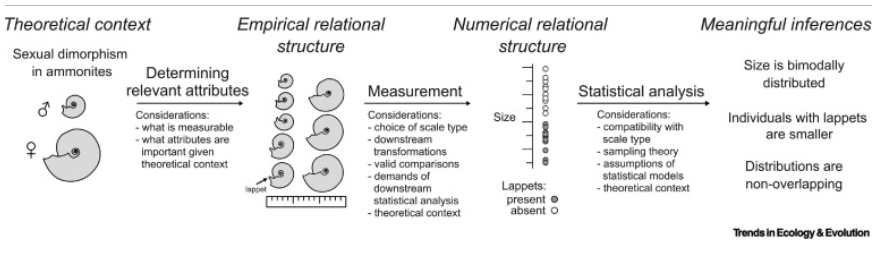 Theoretical context
Sexual dimorphism
in ammonites
♂
♀
Determining
relevant attributes
Considerations:
- what is measurable
- what attributes are
important given
theoretical context
Empirical relational
structure
lappet
Measurement
Considerations:
- choice of scale type
- downstream
transformations
- valid comparisons
- demands of
downstream
statistical analysis
- theoretical context
Numerical relational
structure
Size
Lappets:
present
absent
Statistical analysis
Considerations:
- compatibility with
scale type
- sampling theory
- assumptions of
statistical models
- theoretical context
Meaningful inferences
Size is bimodally
distributed
Individuals with lappets
are smaller
Distributions are
non-overlapping
Trends in Ecology & Evolution